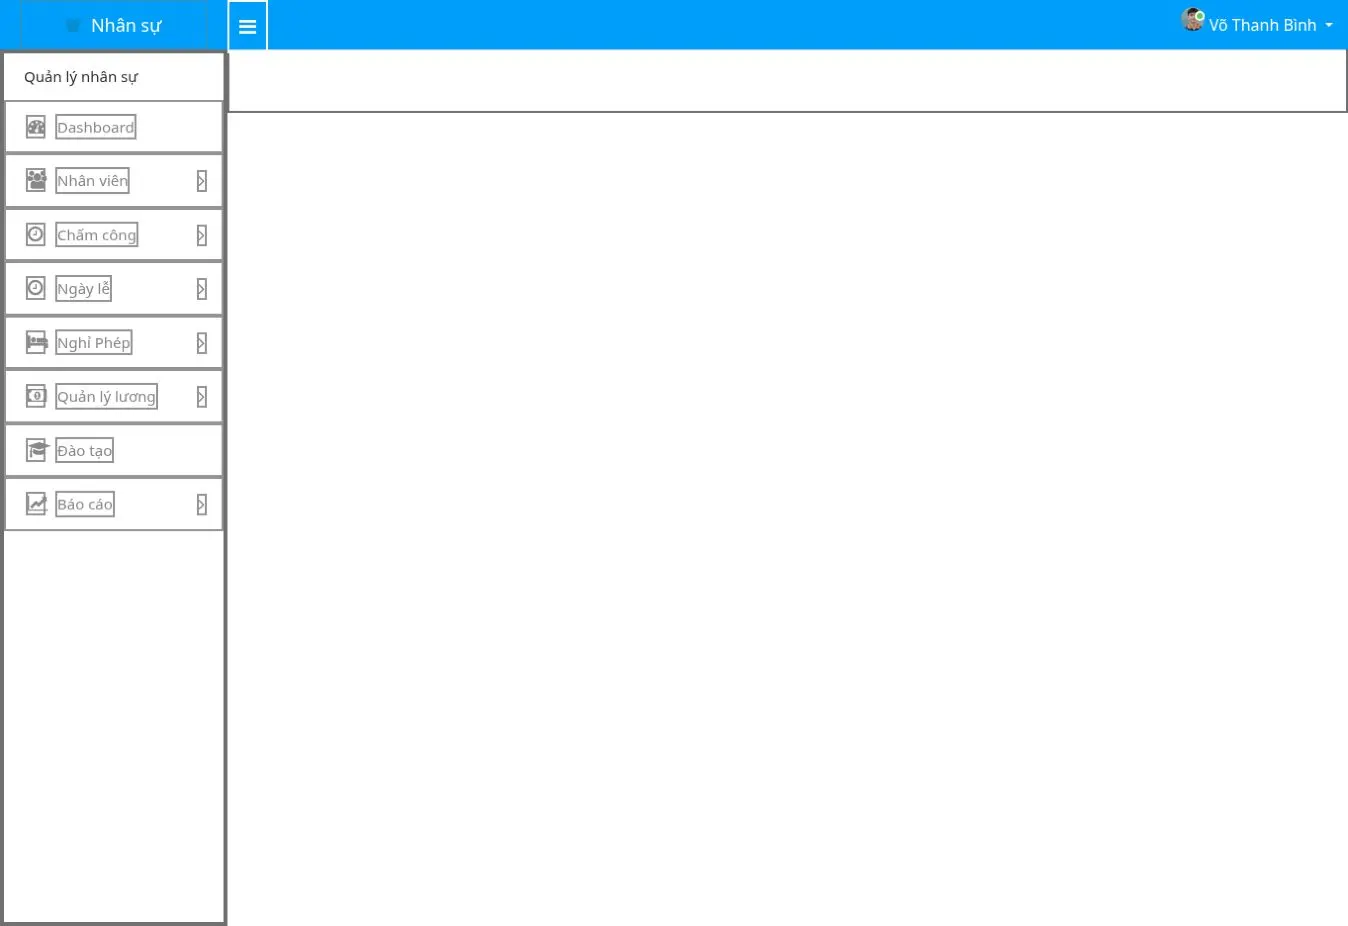 Nhân sự
Võ Thanh Bình
Quản lý nhân sự
Dashboard
Nhân viên
Chấm công
Ngày lễ
Nghỉ Phép
Quản lý lương
Đào tạo
Báo cáo